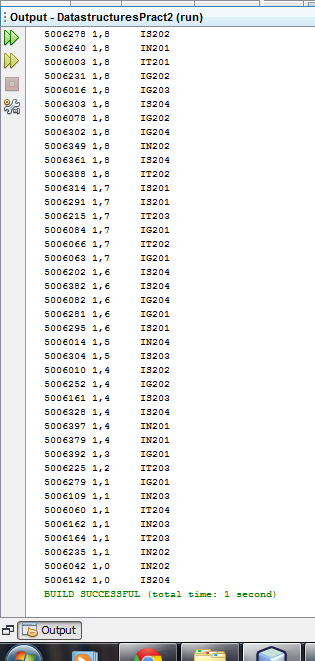 Output - DatastructuresPract2 (run)
5006278 1,8 IS202
5006240 1,8 IN201
5006003 1,8 IT201
5006231 1,8 IG202
5006016 1,8 IG203
5006303 1,8 IS204
5006078 1,8 IG202
5006302 1,8 IG204
5006349 1,8 IN202
5006361 1,8 IS204
5006388 1,8 IT202
5006314 1,7 IS201
5006291 1,7 IS201
5006215 1,7 IT203
5006084 1,7 IG201
5006066 1,7 IT202
5006063 1,7 IG201
5006202 1,6 IS204
5006382 1,6 IS204
5006082 1,6 IG204
5006281 1,6 IG201
5006295 1,6 IS201
5006014 1,5 IN204
5006304 1,5 IS203
5006010 1,4 IS202
5006252 1,4 IG202
5006161 1,4 IS203
5006328 1,4 IS204
5006397 1,4 IN201
5006379 1,4 IN201
5006392 1,3 IG201
5006225 1,2 IT203
5006279 1,1 IG201
5006109 1,1 IN203
5006060 1,1 IT204
5006162 1,1 IN203
5006164 1,1 IT203
5006235 1,1 IN202
5006042 1,0 IN202
5006142 1,0 IS204
BUILD SUCCESSFUL (total time: 1 second)
Output